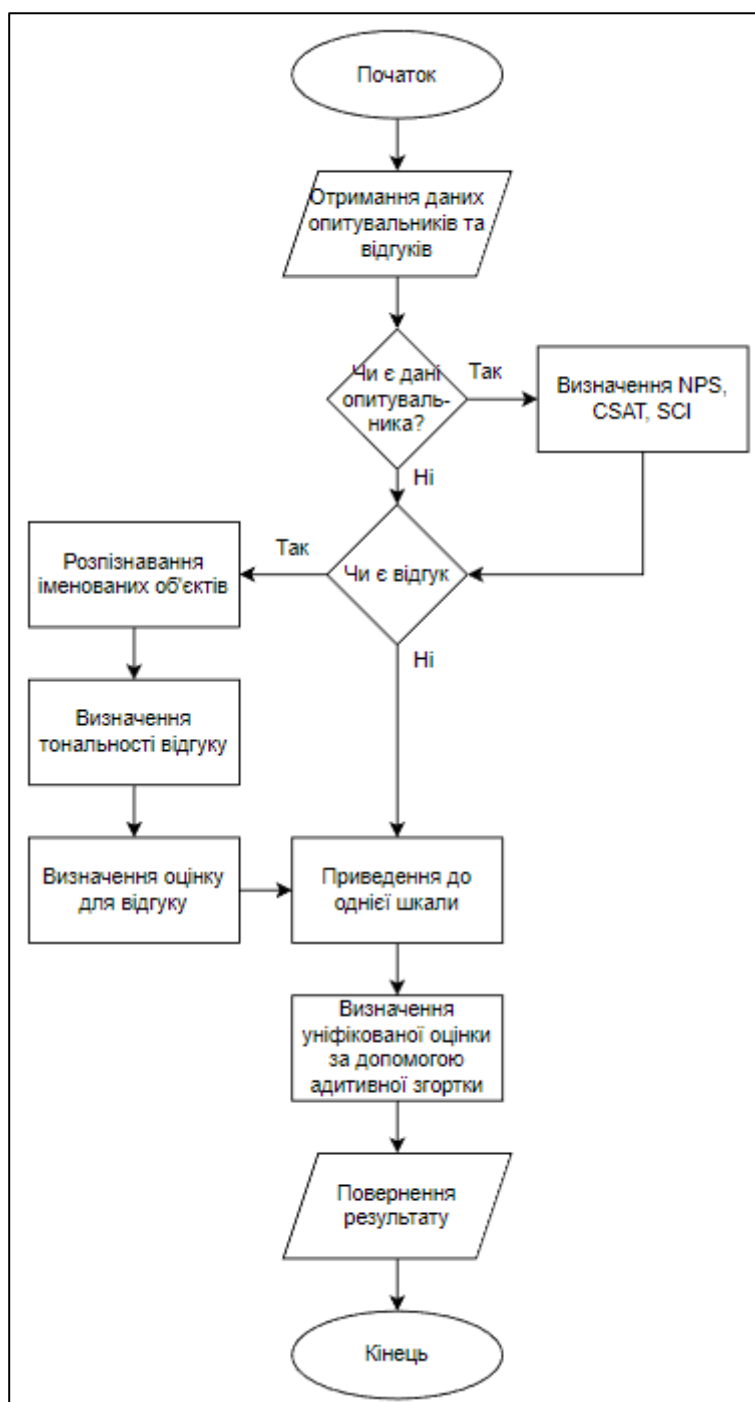 Початок
Отримання даних
опитувальників та
відгуків
Чи є дані
опитуваль-
ника?
Так
Визначення NPS,
CSAT, SCI
Ні
Чи є відгук
Так
Розпізнавання
іменованих об'єктів
Ні
Визначення
тональності відгуку
Визначення оцінку
для відгуку
Приведення до
однієї шкали
Визначення
уніфікованої оцінки
за допомогою
адитивної згортки
Повернення
результату
Кінець